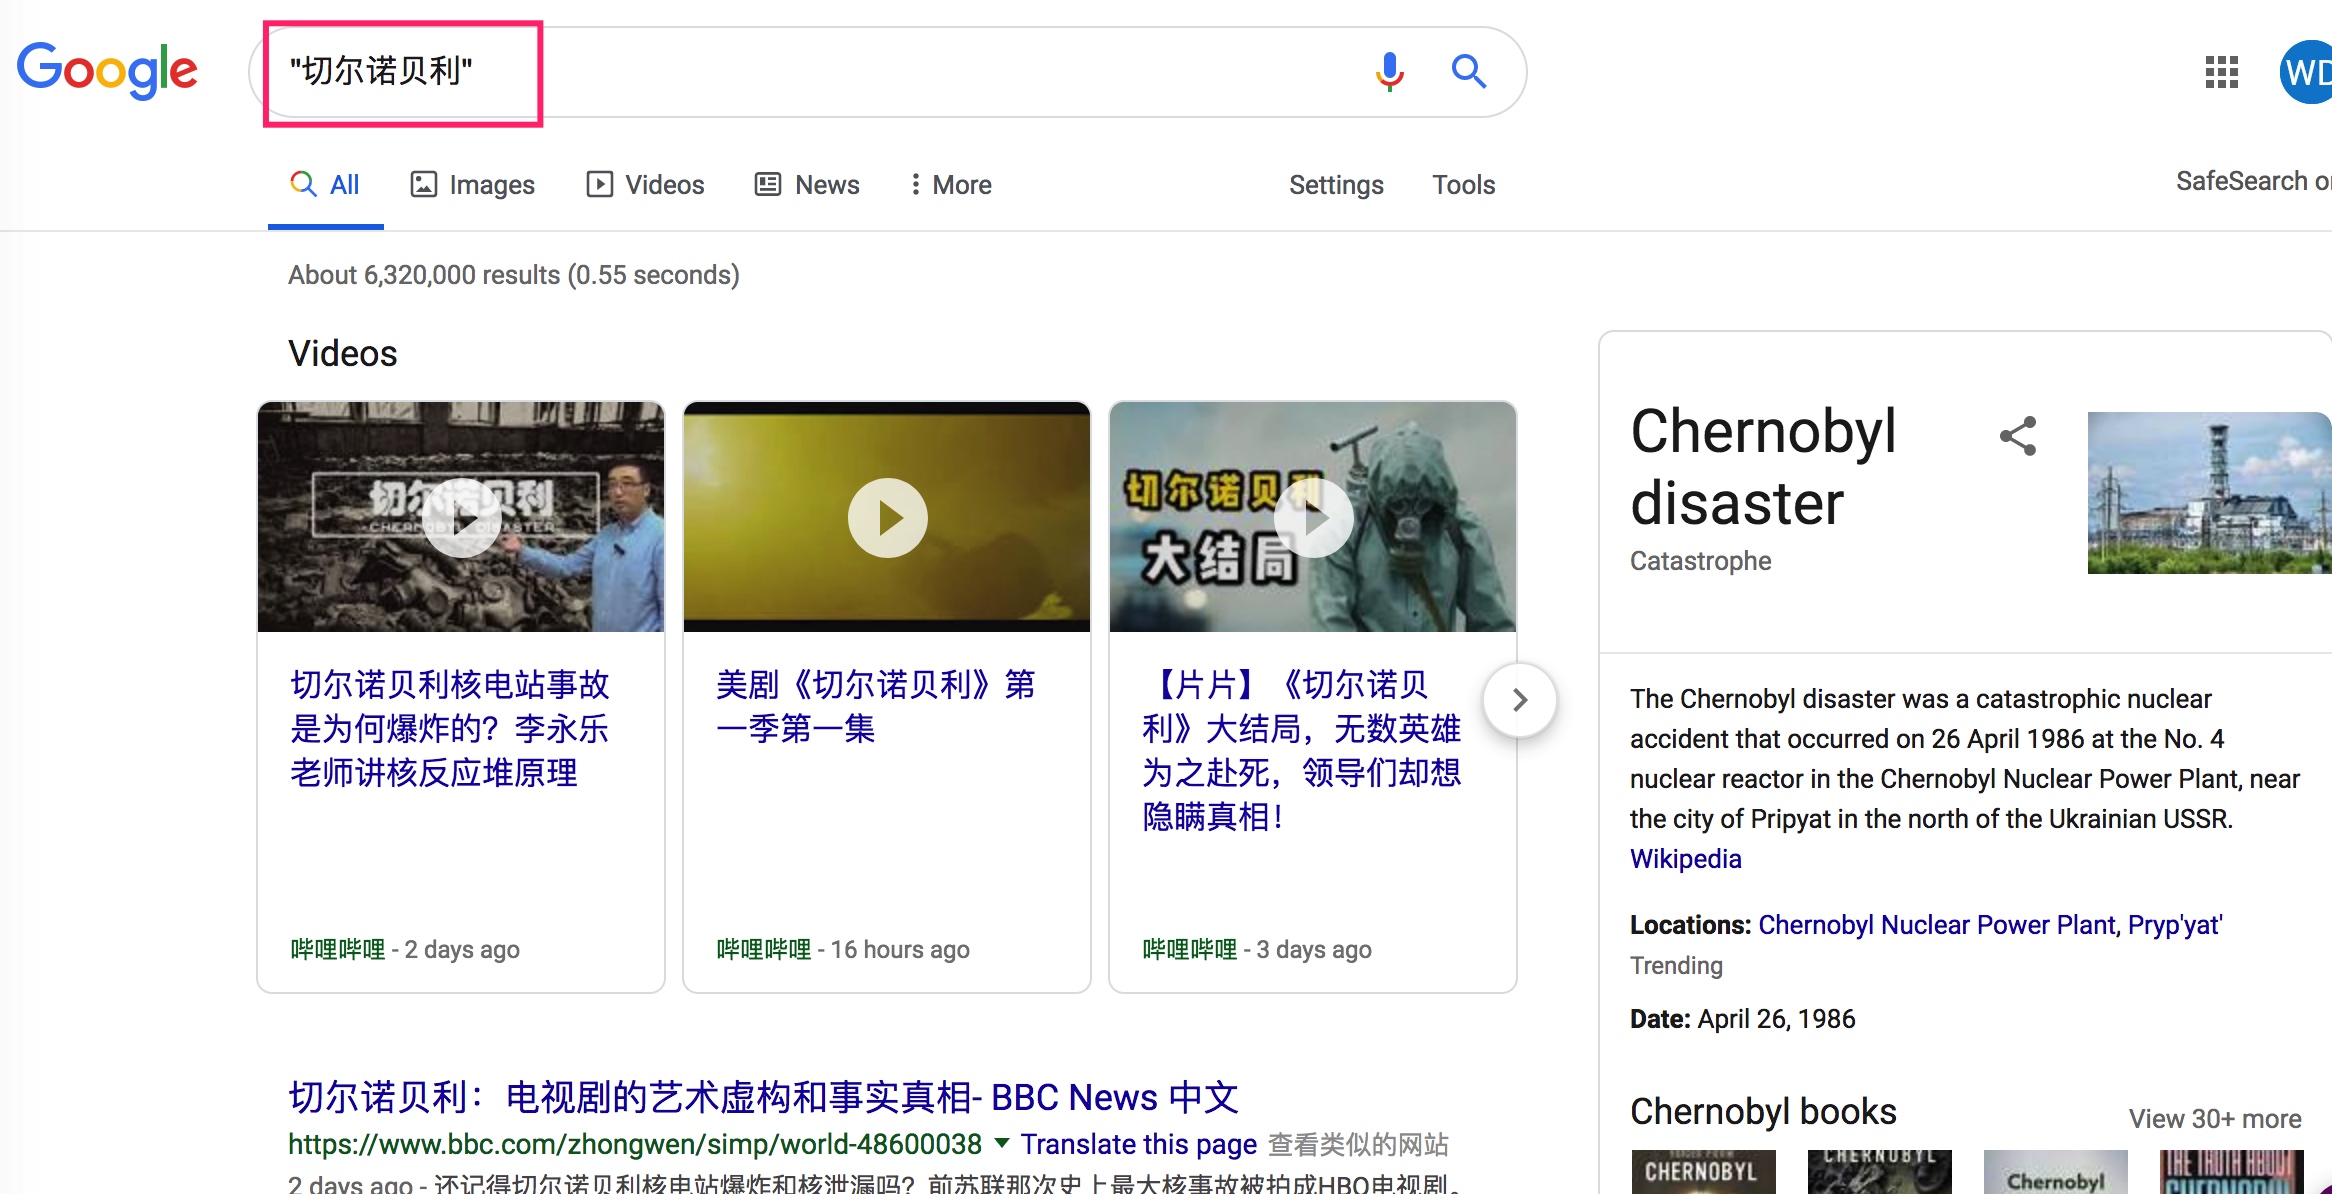 Google
"切尔诺贝利"
WD
All
Images
Videos
News
More
Settings
Tools
SafeSearch
About 6,320,000 results (0.55 seconds)
Videos
切尔诺贝利
切尔诺贝利
大结局
切尔诺贝利核电站事故
是为何爆炸的？李永乐
老师讲核反应堆原理
哔哩哔哩 - 2 days ago
美剧《切尔诺贝利》第
一季第一集
哔哩哔哩 - 16 hours ago
【片片】《切尔诺贝
利》大结局，无数英雄
为之赴死，领导们却想
隐瞒真相！
哔哩哔哩 - 3 days ago
切尔诺贝利：电视剧的艺术虚构和事实真相- BBC News 中文
https://www.bbc.com/zhongwen/simp/world-48600038 Translate this page 查看类似的网站
2 days ago - 还记得切尔诺贝利核电站爆炸和核泄漏吗？前苏联那次史上最大核事故被拍成HBO电视剧。
Chernobyl
disaster
Catastrophe
The Chernobyl disaster was a catastrophic nuclear
accident that occurred on 26 April 1986 at the No. 4
nuclear reactor in the Chernobyl Nuclear Power Plant, near
the city of Pripyat in the north of the Ukrainian USSR.
Wikipedia
Locations: Chernobyl Nuclear Power Plant, Pryp'yat'
Trending
Date: April 26, 1986
Chernobyl books
View 30+ more
CHERNOBYL
CHERNOBYL
Chernobyl
THE TRUTH ABOUT
CHERNOBYL